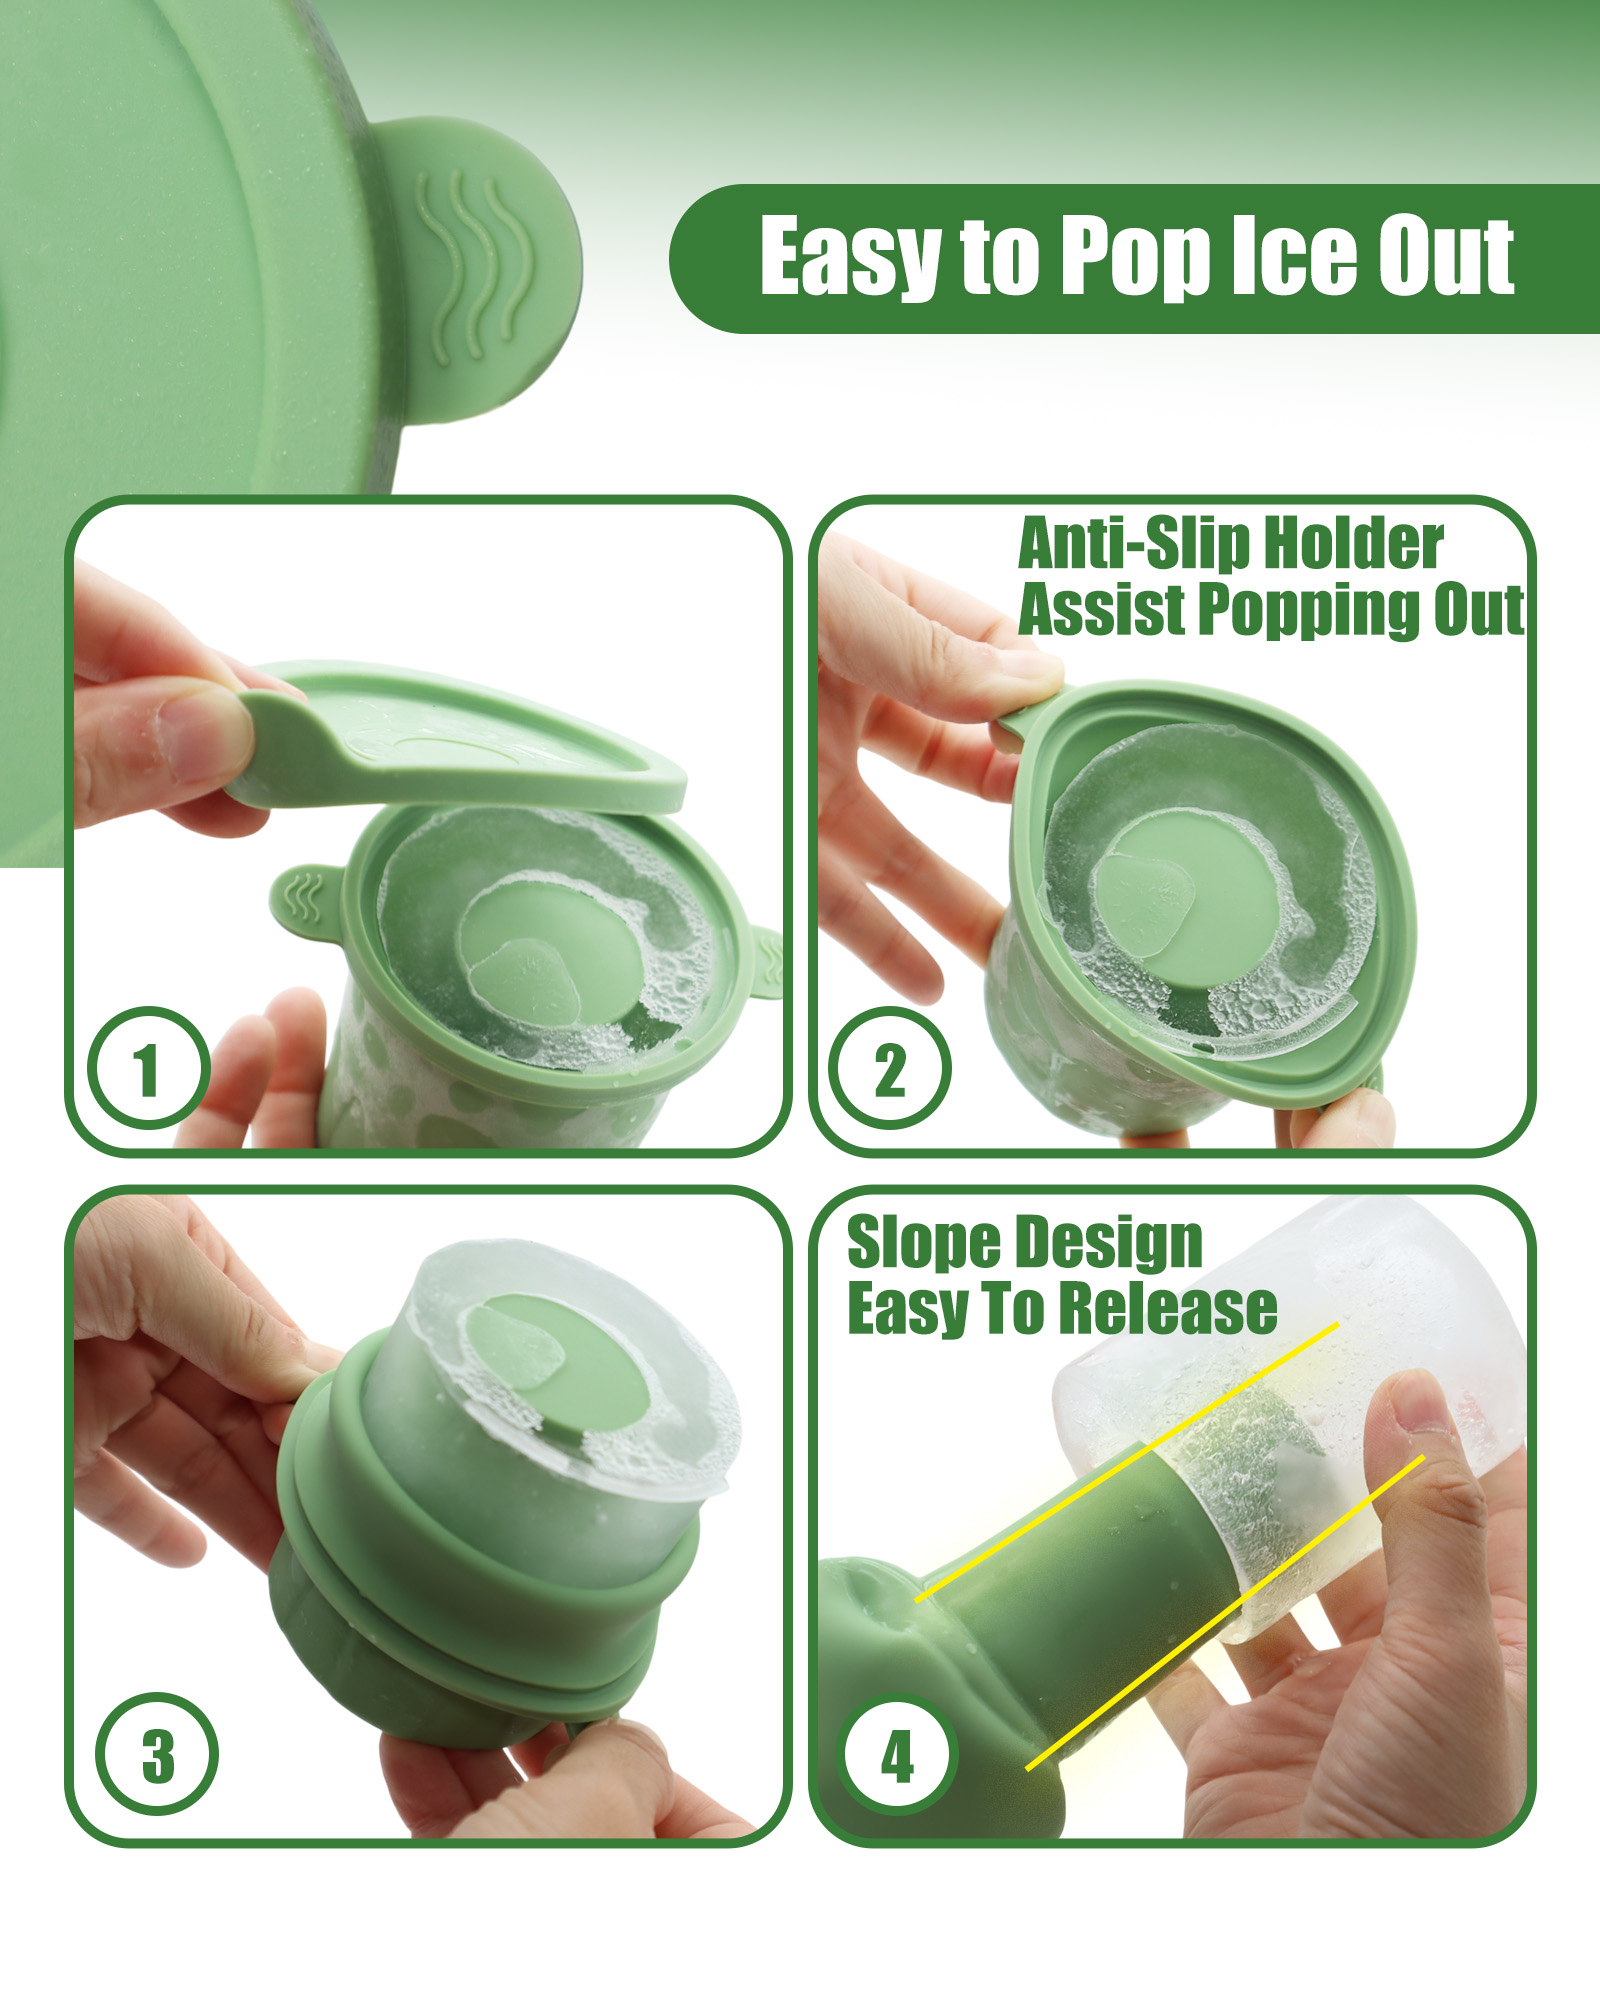 Easy to Pop Ice Out
Anti-Slip Holder
Assist Popping Out
1
2
Slope Design
Easy To Release
3
4